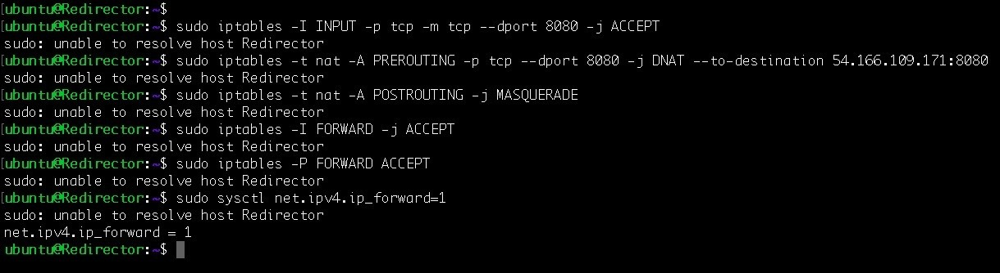 [ubuntu@Redirector:~$
[ubuntu@Redirector:~$ sudo iptables -I INPUT -p tcp -m tcp --dport 8080 -j ACCEPT
sudo: unable to resolve host Redirector
[ubuntu@Redirector:~$ sudo iptables -t nat -A PREROUTING -p tcp --dport 8080 -j DNAT --to-destination 54.166.109.171:8080
sudo: unable to resolve host Redirector
[ubuntu@Redirector:~$ sudo iptables -t nat -A POSTROUTING -j MASQUERADE
sudo: unable to resolve host Redirector
[ubuntu@Redirector:~$ sudo iptables -I FORWARD -j ACCEPT
sudo: unable to resolve host Redirector
[ubuntu@Redirector:~$ sudo iptables -P FORWARD ACCEPT
sudo: unable to resolve host Redirector
[ubuntu@Redirector:~$ sudo sysctl net.ipv4.ip_forward=1
sudo: unable to resolve host Redirector
net.ipv4.ip_forward = 1
ubuntu@Redirector:~$